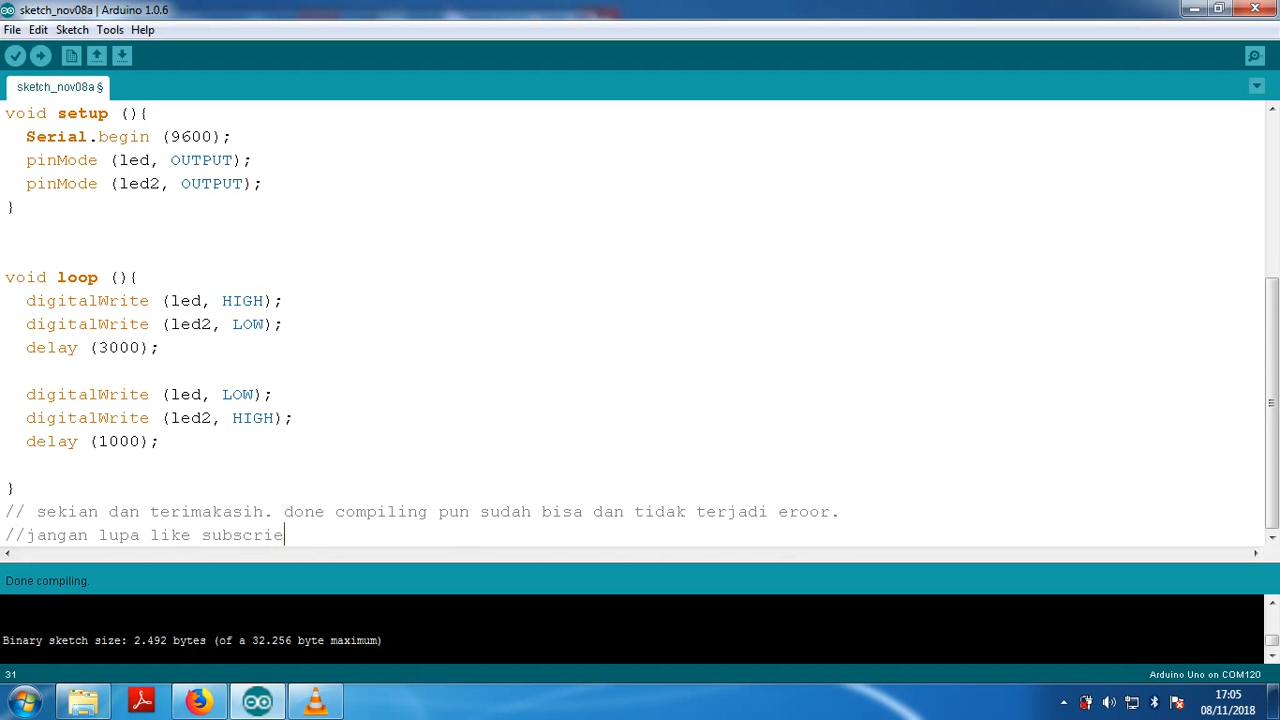 sketch_nov08a | Arduino 1.0.6
File Edit Sketch Tools Help
sketch_nov08a §
void setup (){
Serial.begin (9600);
pinMode (led, OUTPUT);
pinMode (led2, OUTPUT);
}
void loop (){
digitalWrite (led, HIGH);
digitalWrite (led2, LOW);
delay (3000);
digitalWrite (led, LOW);
digitalWrite (led2, HIGH);
delay (1000);
}
// sekian dan terimakasih. done compiling pun sudah bisa dan tidak terjadi eroor.
//jangan lupa like subscrie
Done compiling.
Binary sketch size: 2.492 bytes (of a 32.256 byte maximum)
31
Arduino Uno on COM120
17:05
08/11/2018